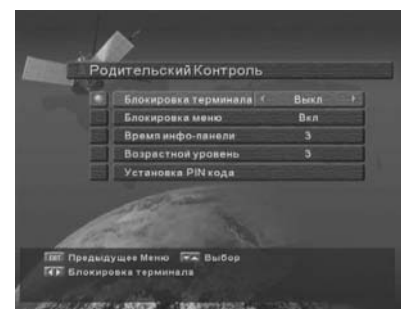 Родительский Контроль
Блокировка терминала Выкл
Блокировка меню Вкл
Время инфо-панели 3
Возрастной уровень 3
Установка PIN кода
EXIT Предыдущее Меню Выбор
Блокировка терминала